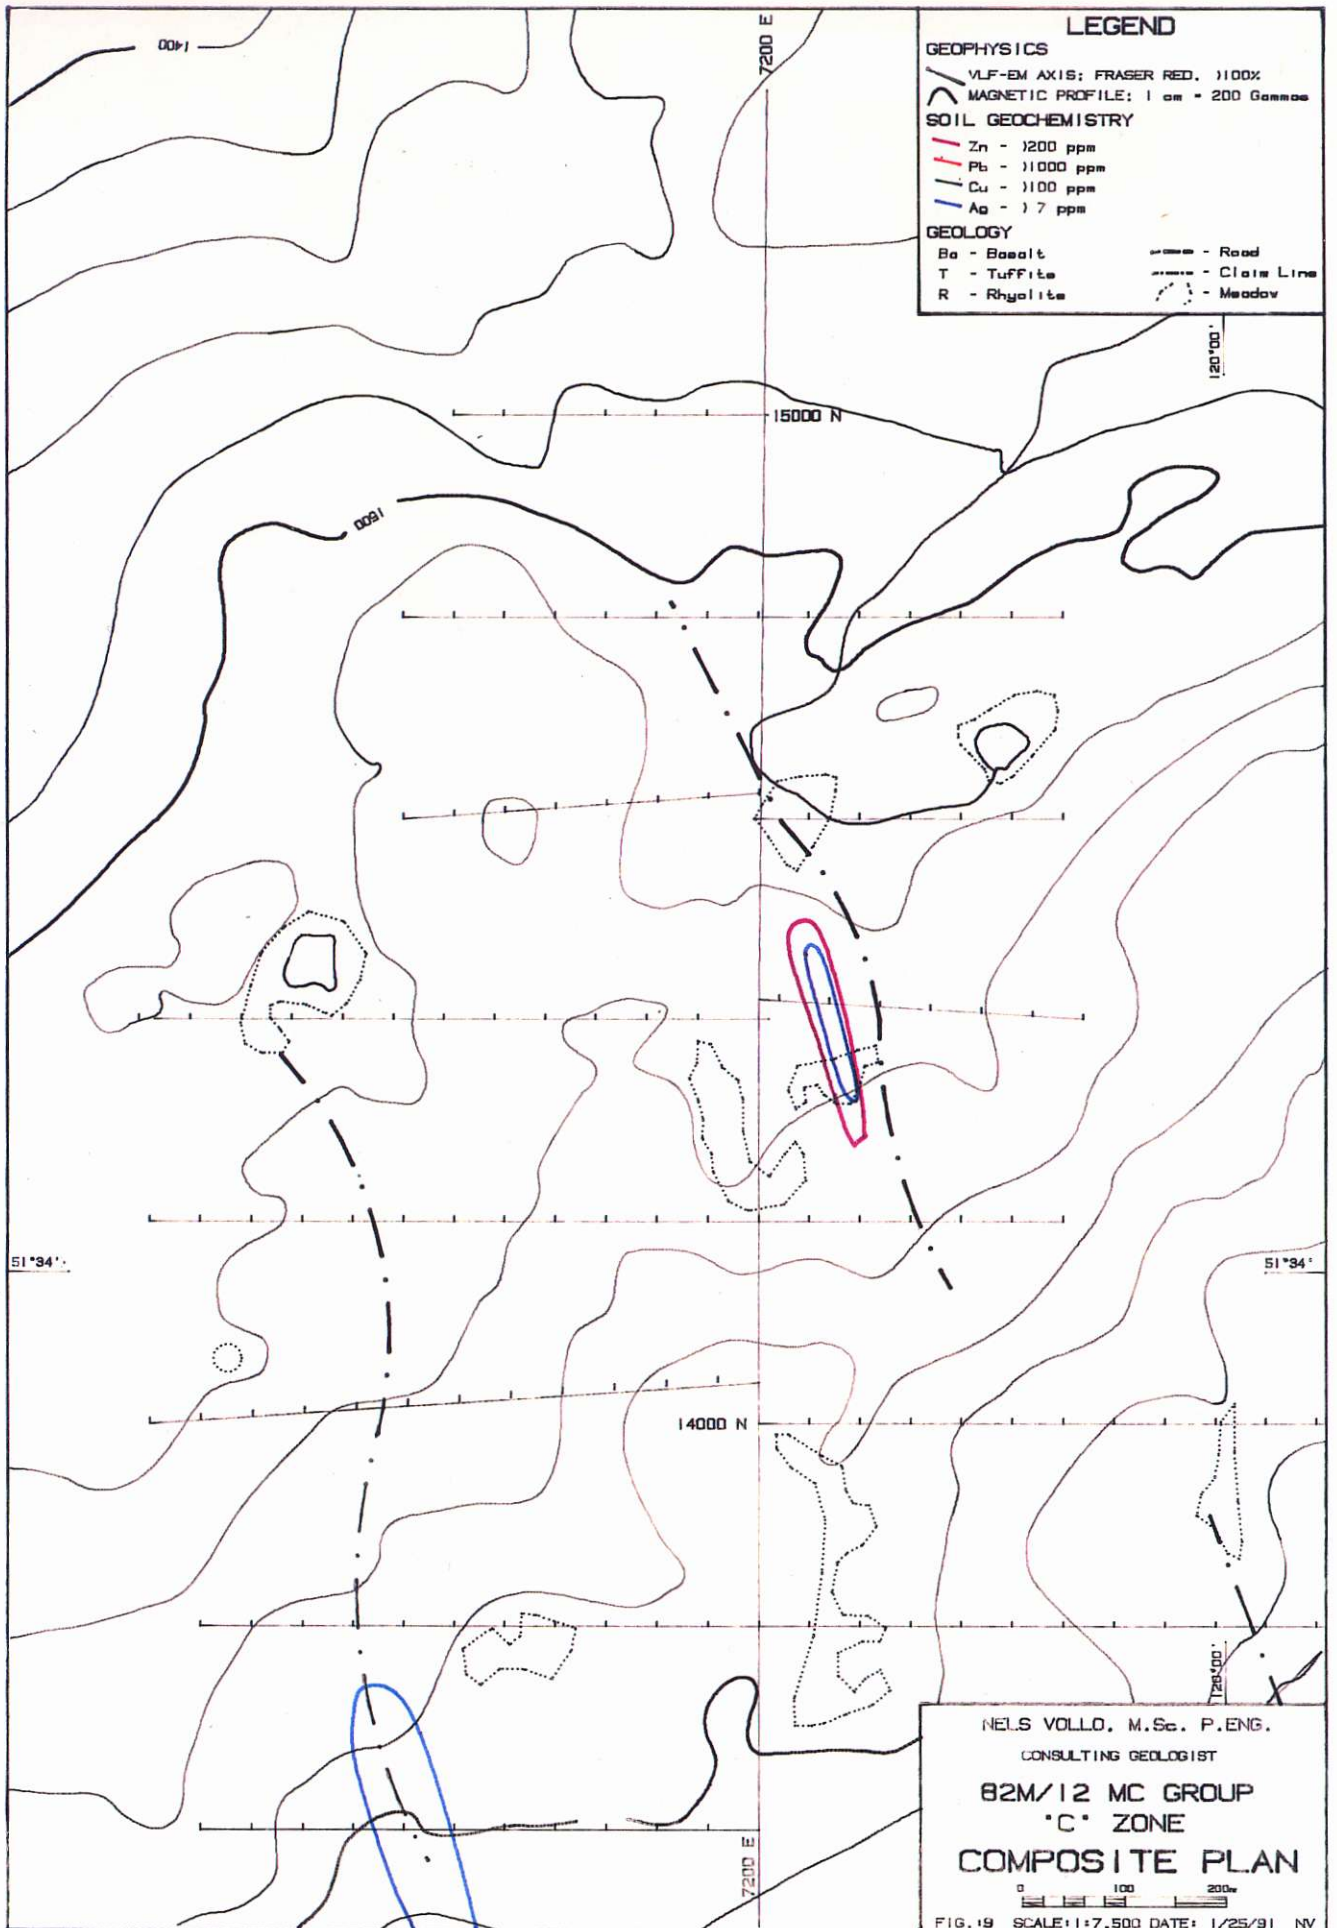 1400
7200 E
LEGEND
GEOPHYSICS
VLF-EM AXIS; FRASER RED. >100%
MAGNETIC PROFILE; 1 cm = 200 Gammas
SOIL GEOCHEMISTRY
Zn - >200 ppm
Pb - >1000 ppm
Cu - >100 ppm
Ag - > 7 ppm
GEOLOGY
Ba - Basalt
T - Tuffite
R - Rhyolite
- Road
- Claim Line
- Meadow
120°00'
15000 N
1600
51°34'
51°34'
14000 N
120°00'
7200 E
NELS VOLLO, M.Sc. P.ENG.
CONSULTING GEOLOGIST
82M/12 MC GROUP
"C" ZONE
COMPOSITE PLAN
0 100 200m
FIG.19 SCALE:1:7,500 DATE: 1/25/91 NV